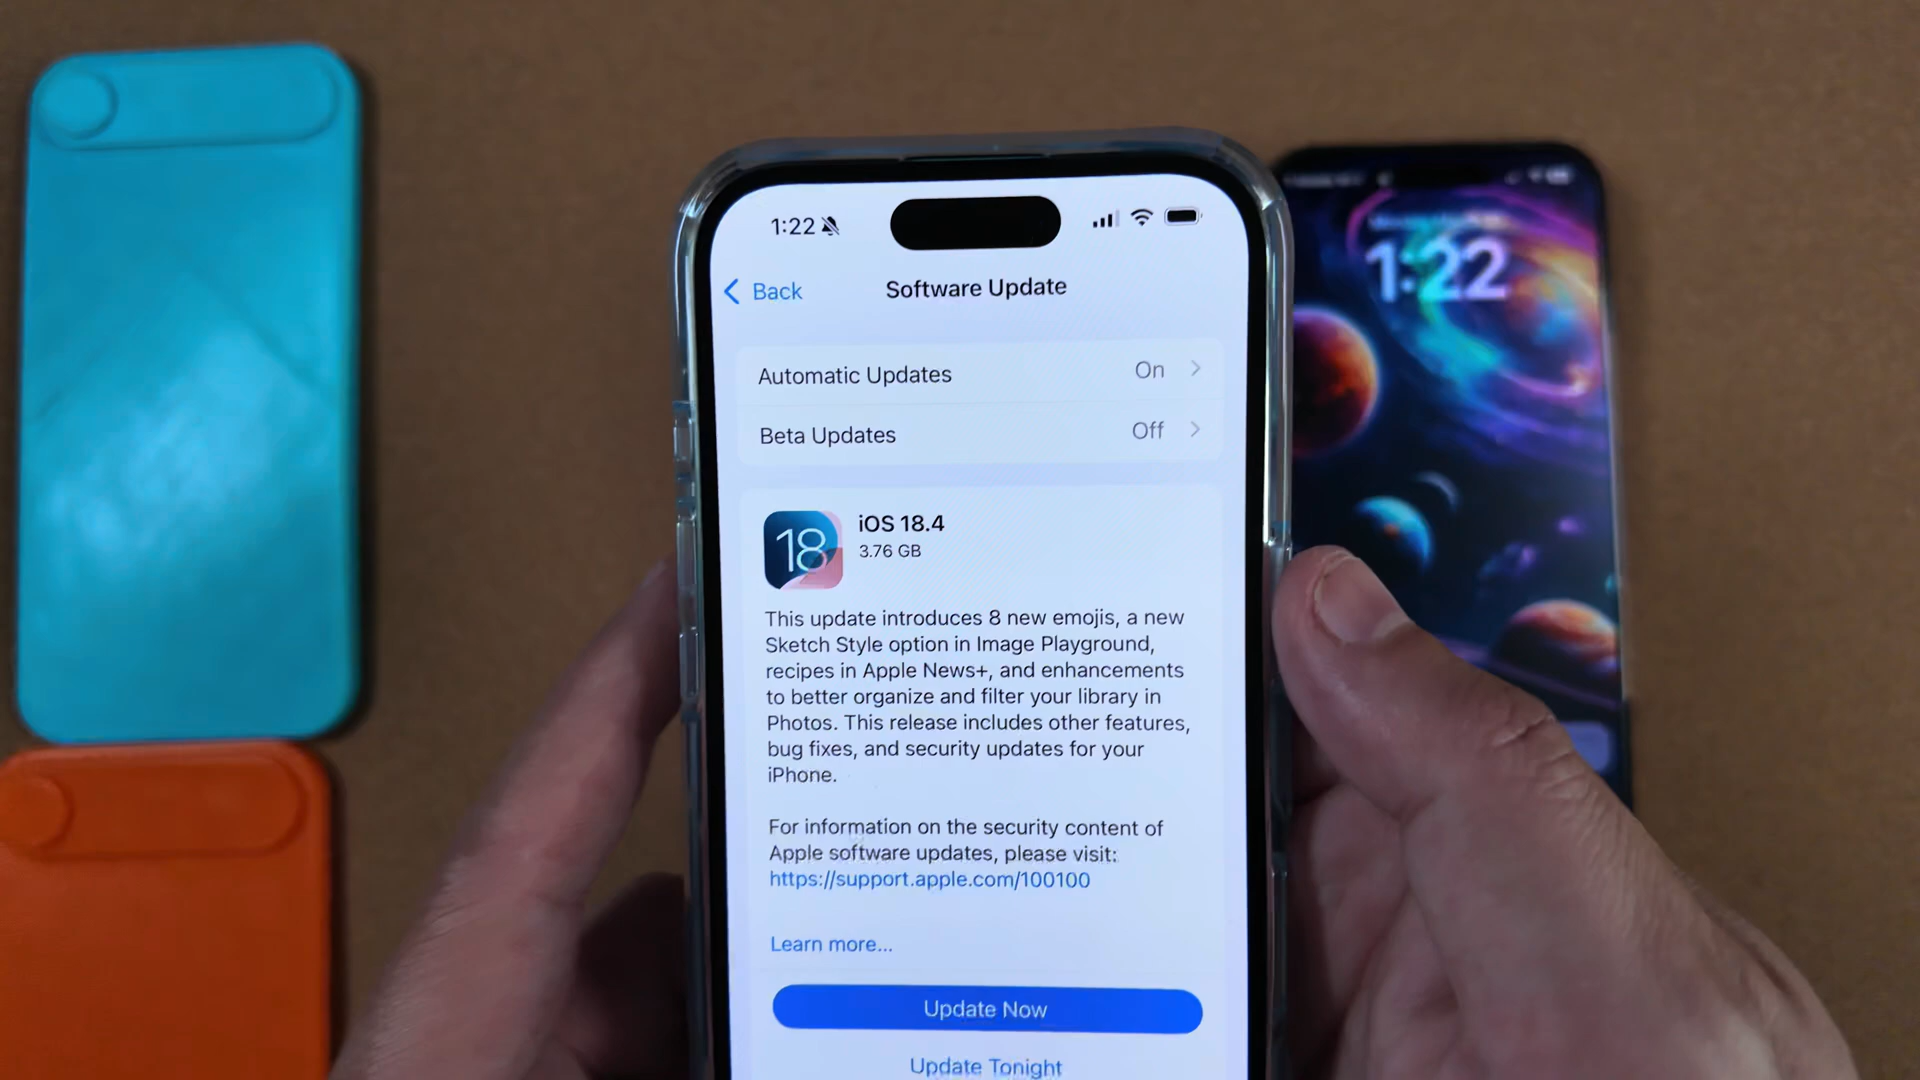 1:22
Back
Software Update
Automatic Updates
On
Beta Updates
Off
18
iOS 18.4
3.76 GB
This update introduces 8 new emojis, a new
Sketch Style option in Image Playground,
recipes in Apple News+, and enhancements
to better organize and filter your library in
Photos. This release includes other features,
bug fixes, and security updates for your
iPhone.
For information on the security content of
Apple software updates, please visit:
https://support.apple.com/100100
Learn more...
Update Now
Update Tonight
1:22